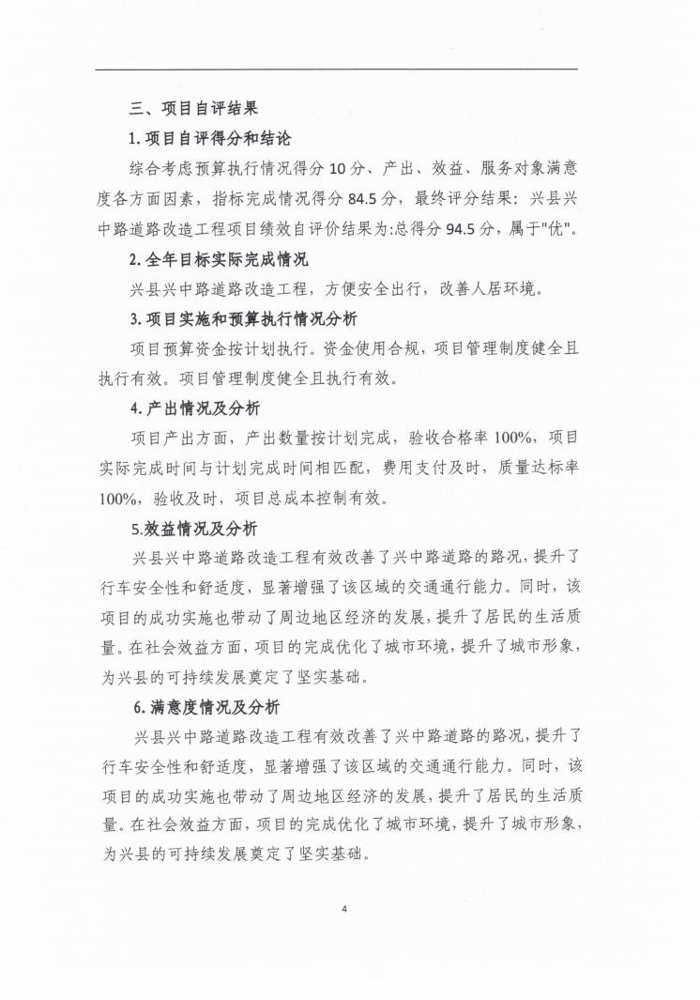 三、项目自评结果
1.项目自评得分和结论
综合考虑预算执行情况得分 10 分、产出、效益、服务对象满意
度各方面因素，指标完成情况得分 84.5 分，最终评分结果：兴县兴
中路道路改造工程项目绩效自评价结果为:总得分 94.5 分，属于"优"。
2.全年目标实际完成情况
兴县兴中路道路改造工程，方便安全出行，改善人居环境。
3.项目实施和预算执行情况分析
项目预算资金按计划执行。资金使用合规，项目管理制度健全且
执行有效。项目管理制度健全且执行有效。
4.产出情况及分析
项目产出方面，产出数量按计划完成，验收合格率 100%，项目
实际完成时间与计划完成时间相匹配，费用支付及时，质量达标率
100%，验收及时，项目总成本控制有效。
5.效益情况及分析
兴县兴中路道路改造工程有效改善了兴中路道路的路况，提升了
行车安全性和舒适度，显著增强了该区域的交通通行能力。同时，该
项目的成功实施也带动了周边地区经济的发展，提升了居民的生活质
量。在社会效益方面，项目的完成优化了城市环境，提升了城市形象，
为兴县的可持续发展奠定了坚实基础。
6.满意度情况及分析
兴县兴中路道路改造工程有效改善了兴中路道路的路况，提升了
行车安全性和舒适度，显著增强了该区域的交通通行能力。同时，该
项目的成功实施也带动了周边地区经济的发展，提升了居民的生活质
量。在社会效益方面，项目的完成优化了城市环境，提升了城市形象，
为兴县的可持续发展奠定了坚实基础。
4